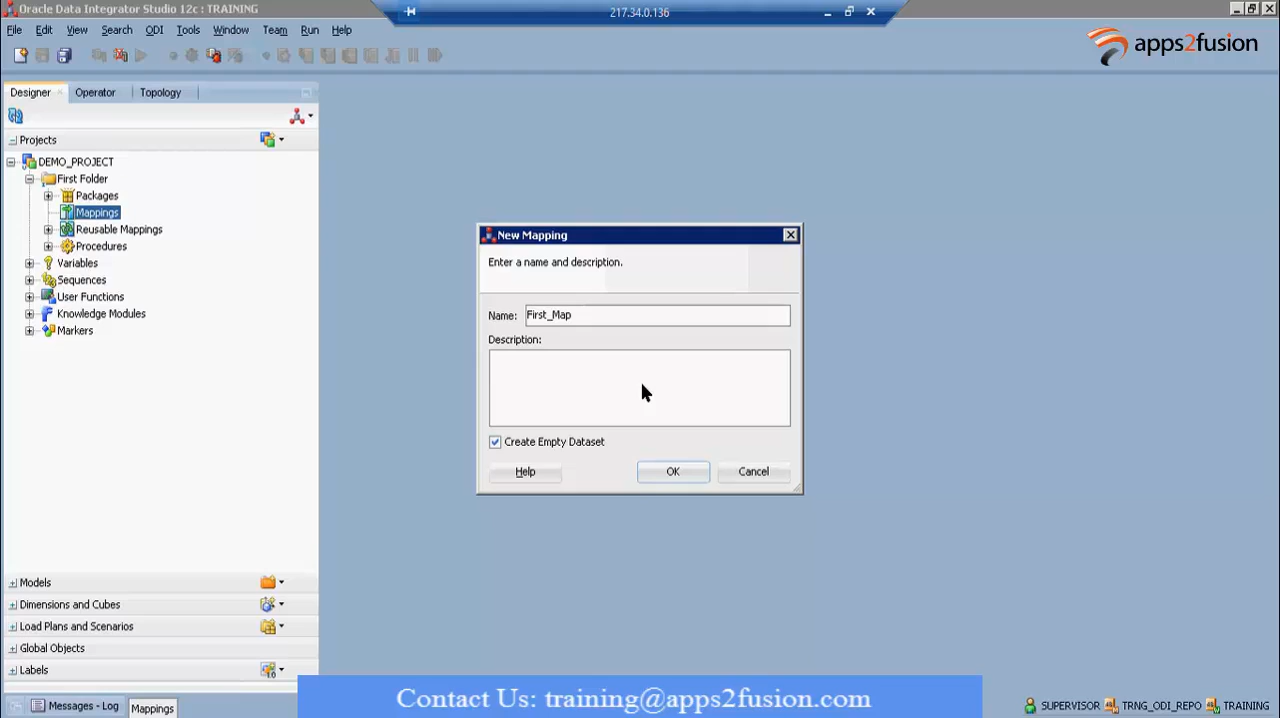 Oracle Data Integrator Studio 12c : TRAINING
217.34.0.136
File Edit View Search ODI Tools Window Team Run Help
apps2fusion
Designer Operator Topology
Projects
DEMO_PROJECT
First Folder
Packages
Mappings
Reusable Mappings
Procedures
Variables
Sequences
User Functions
Knowledge Modules
Markers
New Mapping
Enter a name and description.
Name: First_Map
Description:
Create Empty Dataset
Help OK Cancel
Models
Dimensions and Cubes
Load Plans and Scenarios
Global Objects
Labels
Contact Us: training@apps2fusion.com
Messages - Log Mappings
SUPERVISOR TRNG_ODI_REPO TRAINING